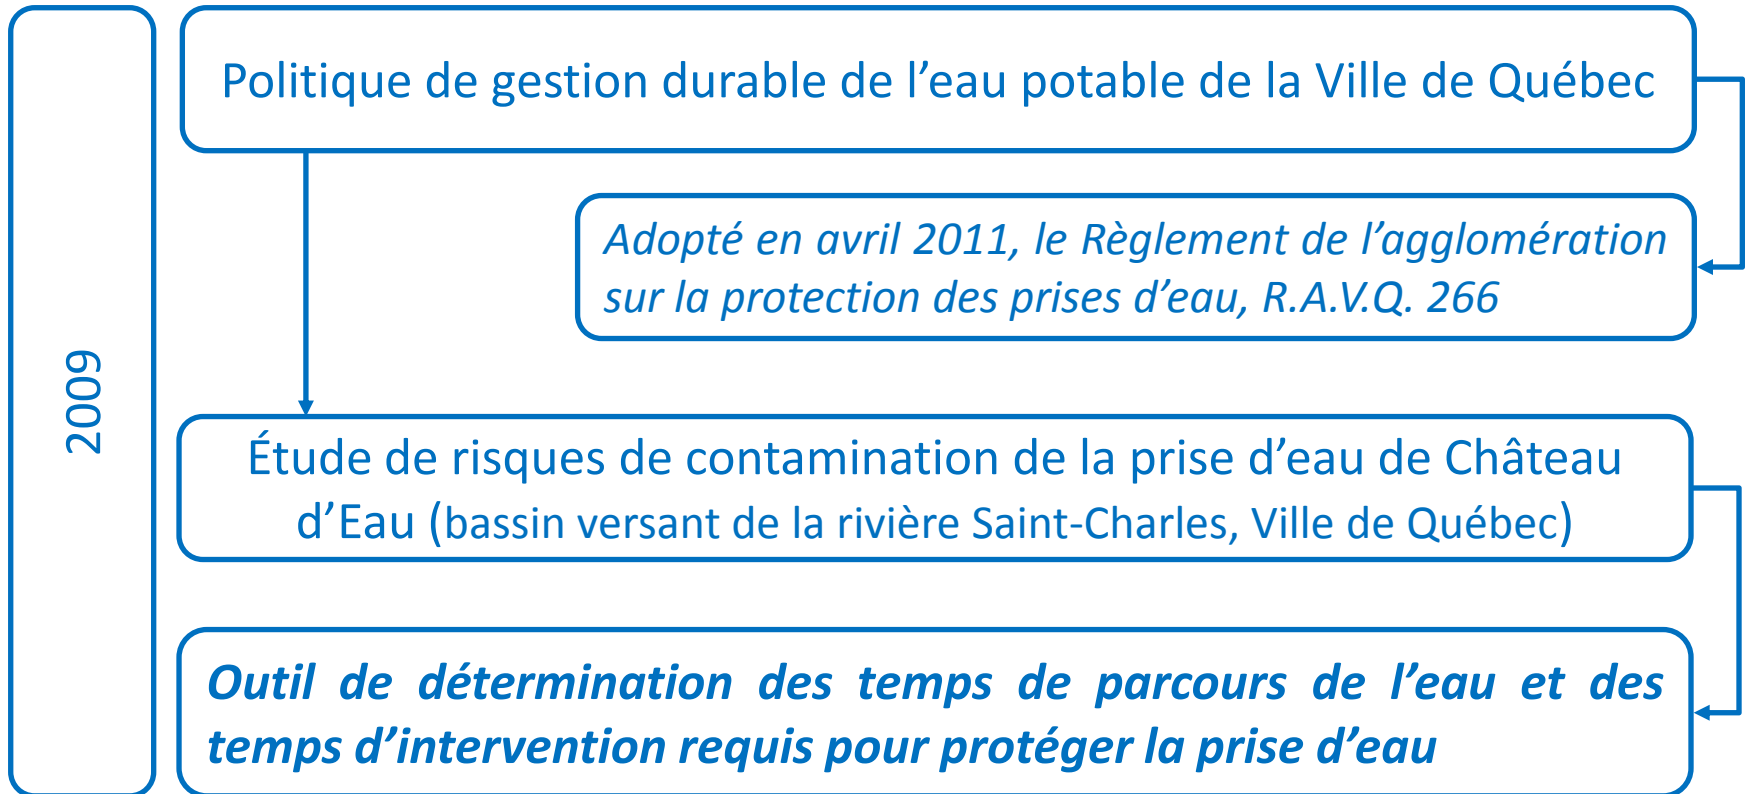 2009
Politique de gestion durable de l’eau potable de la Ville de Québec
Adopté en avril 2011, le Règlement de l’agglomération
sur la protection des prises d’eau, R.A.V.Q. 266
Étude de risques de contamination de la prise d’eau de Château
d’Eau (bassin versant de la rivière Saint-Charles, Ville de Québec)
Outil de détermination des temps de parcours de l’eau et des
temps d’intervention requis pour protéger la prise d’eau